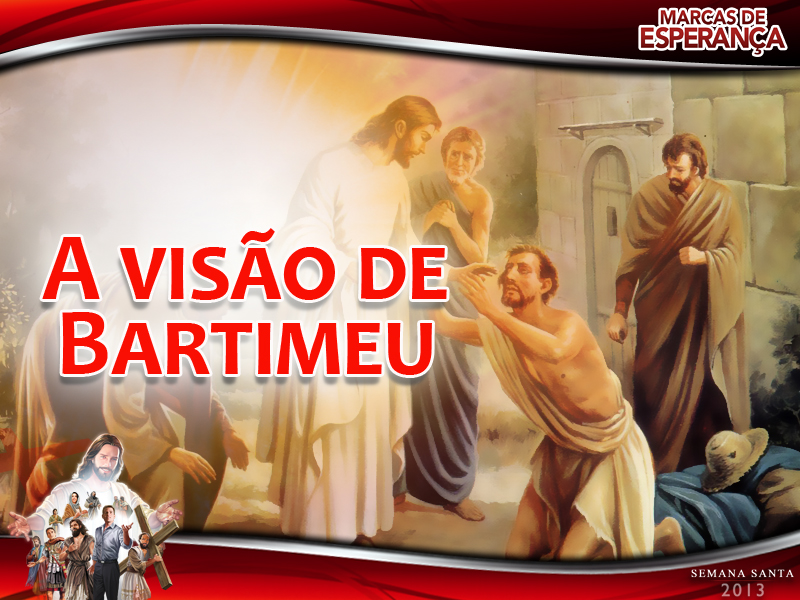 MARCAS DE
ESPERANÇA
A VISÃO DE
BARTIMEU
SEMANA SANTA
2013